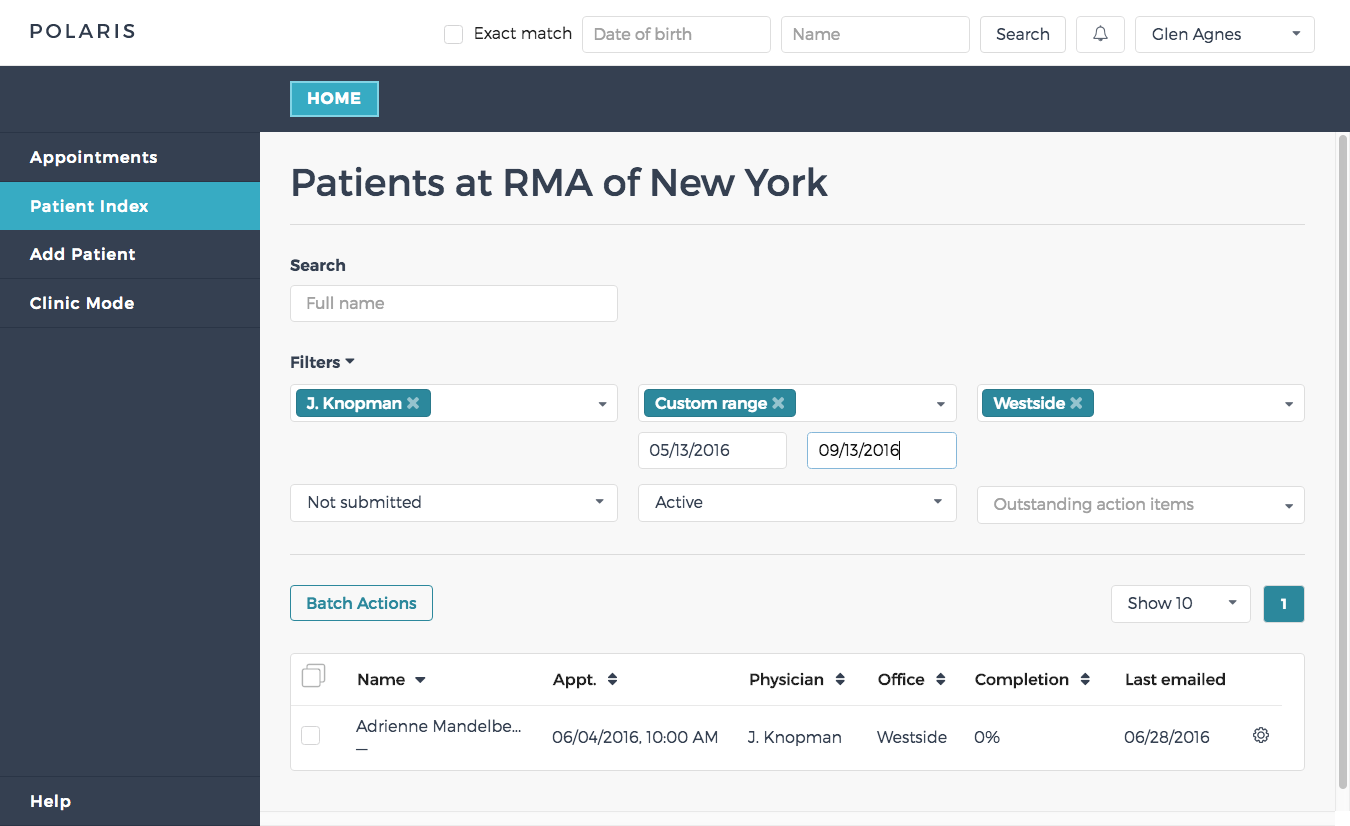 POLARIS
Exact match Date of birth Name Search Glen Agnes
HOME
Appointments
Patient Index
Add Patient
Clinic Mode
Help
Patients at RMA of New York
Search
Full name
Filters
J. Knopman Custom range Westside
05/13/2016 09/13/2016
Not submitted Active Outstanding action items
Batch Actions Show 10 1
Name Appt. Physician Office Completion Last emailed
Adrienne Mandelbe...
— 06/04/2016, 10:00 AM J. Knopman Westside 0% 06/28/2016